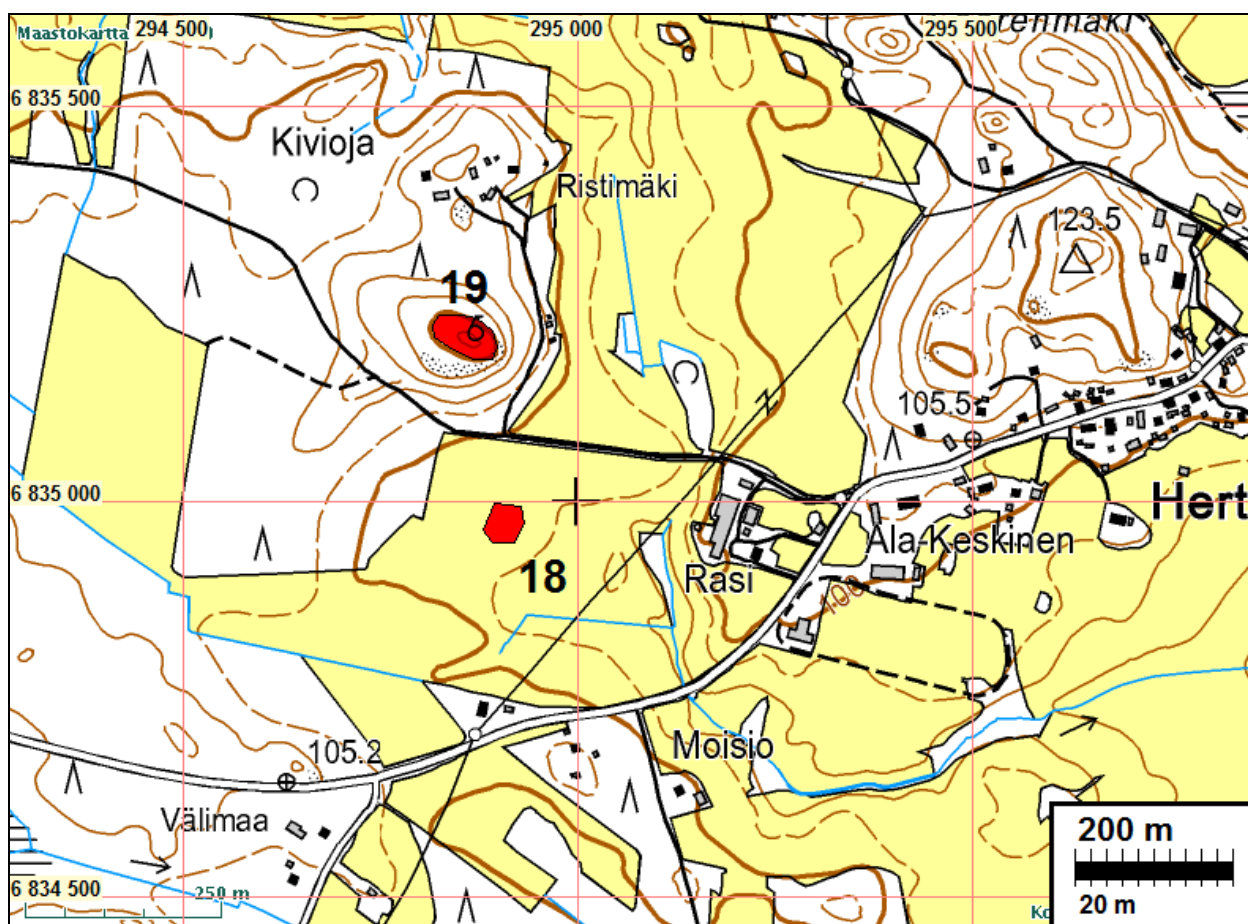 Maastokartta
294 500
295 000
295 500
6 835 500
Kivioja
Ristimäki
123.5
19
105.5
6 835 000
Hert
Ala-Keskinen
18
Rasi
100
Moisio
105.2
Välimaa
200 m
20 m
6 834 500
250 m